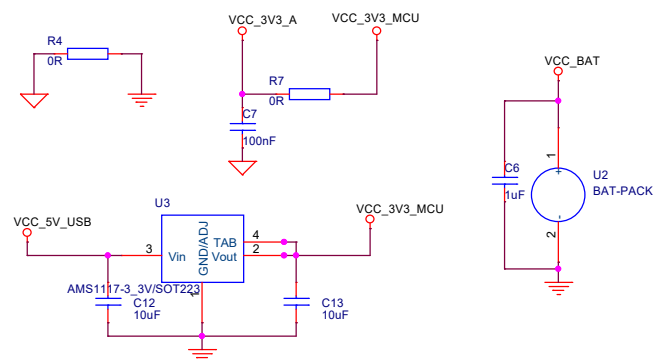 VCC_3V3_A
VCC_3V3_MCU
R4
0R
R7
0R
C7
100nF
VCC_BAT
1
C6
1uF
U2
BAT-PACK
+
-
2
U3
VCC_5V_USB
VCC_3V3_MCU
3
Vin
GND/ADJ
TAB
Vout
4
2
1
AMS1117-3_3V/SOT223
C12
10uF
C13
10uF